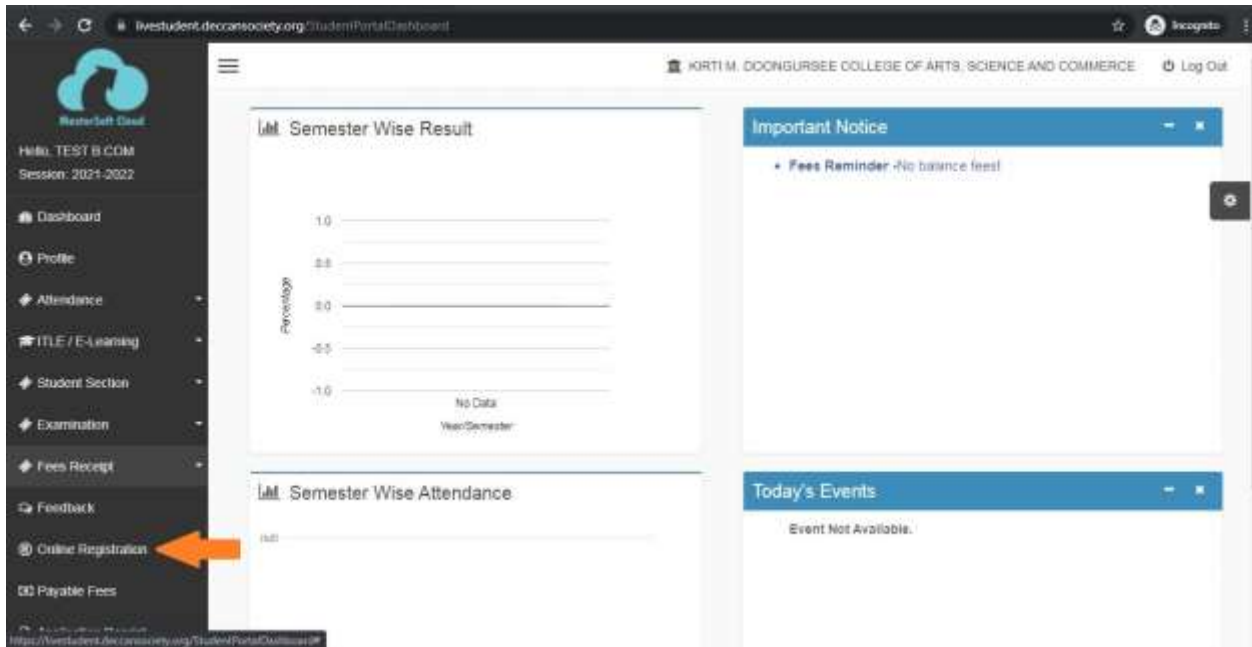 livestudent.deccansociety.org/StudentPortalDashboard
Incognito
MasterSoft Cloud
Hello, TEST B.COM
Session: 2021-2022
Dashboard
Profile
Attendance
ITLE / E-Learning
Student Section
Examination
Fees Receipt
Feedback
Online Registration
Payable Fees
https://livestudent.deccansociety.org/StudentPortalDashboard#
KIRTI M. DOONGURSEE COLLEGE OF ARTS, SCIENCE AND COMMERCE
Log Out
Semester Wise Result
1.0
0.5
0.0
-0.5
-1.0
Percentage
No Data
Year/Semester
Important Notice
Fees Reminder -No balance fees!
Semester Wise Attendance
Today's Events
Event Not Available.